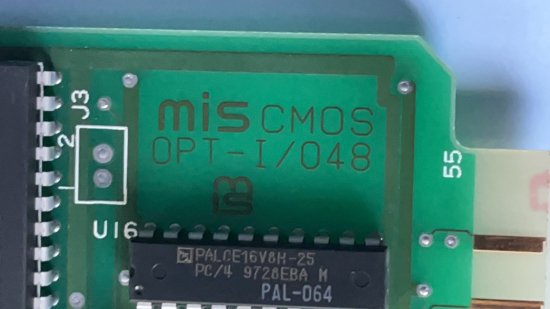 mis CMOS
OPT-I/048
J3
2
1
55
U16
PALCE16V8H-25
PC/4 9728EBA M
PAL-064